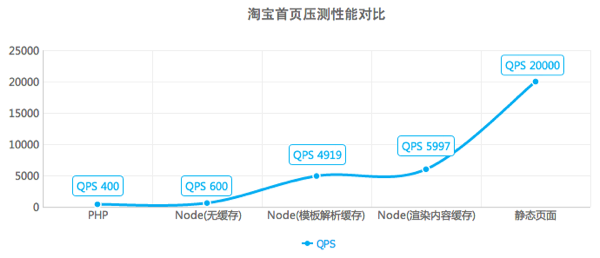 淘宝首页压测性能对比
25000
20000
15000
10000
5000
0
QPS 400
QPS 600
QPS 4919
QPS 5997
QPS 20000
PHP
Node(无缓存)
Node(模板解析缓存)
Node(渲染内容缓存)
静态页面
QPS